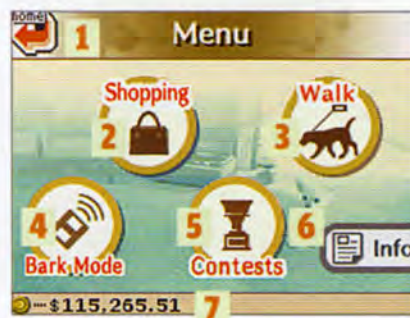 home
1
Menu
Shopping
2
Walk
3
4
Bark Mode
5
Contests
6
Info
$115,265.51
7